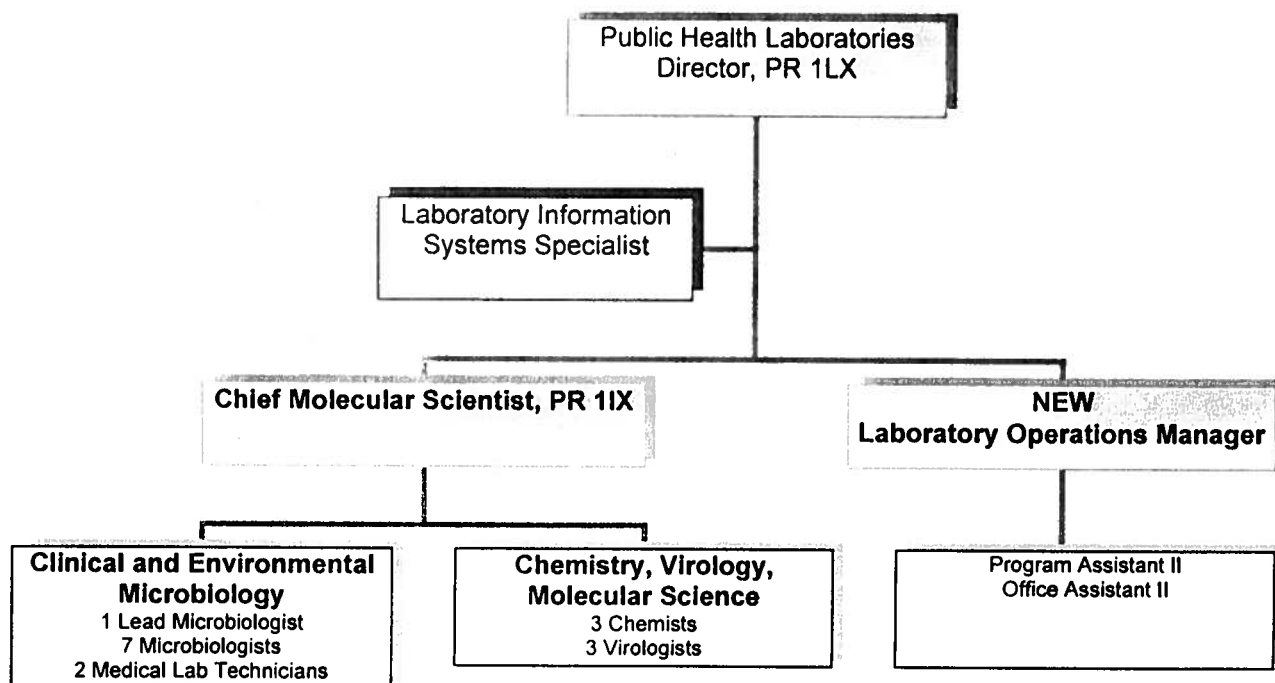 Public Health Laboratories
Director, PR 1LX
Laboratory Information
Systems Specialist
Chief Molecular Scientist, PR 1IX
NEW
Laboratory Operations Manager
Clinical and Environmental
Microbiology
1 Lead Microbiologist
7 Microbiologists
2 Medical Lab Technicians
Chemistry, Virology,
Molecular Science
3 Chemists
3 Virologists
Program Assistant II
Office Assistant II